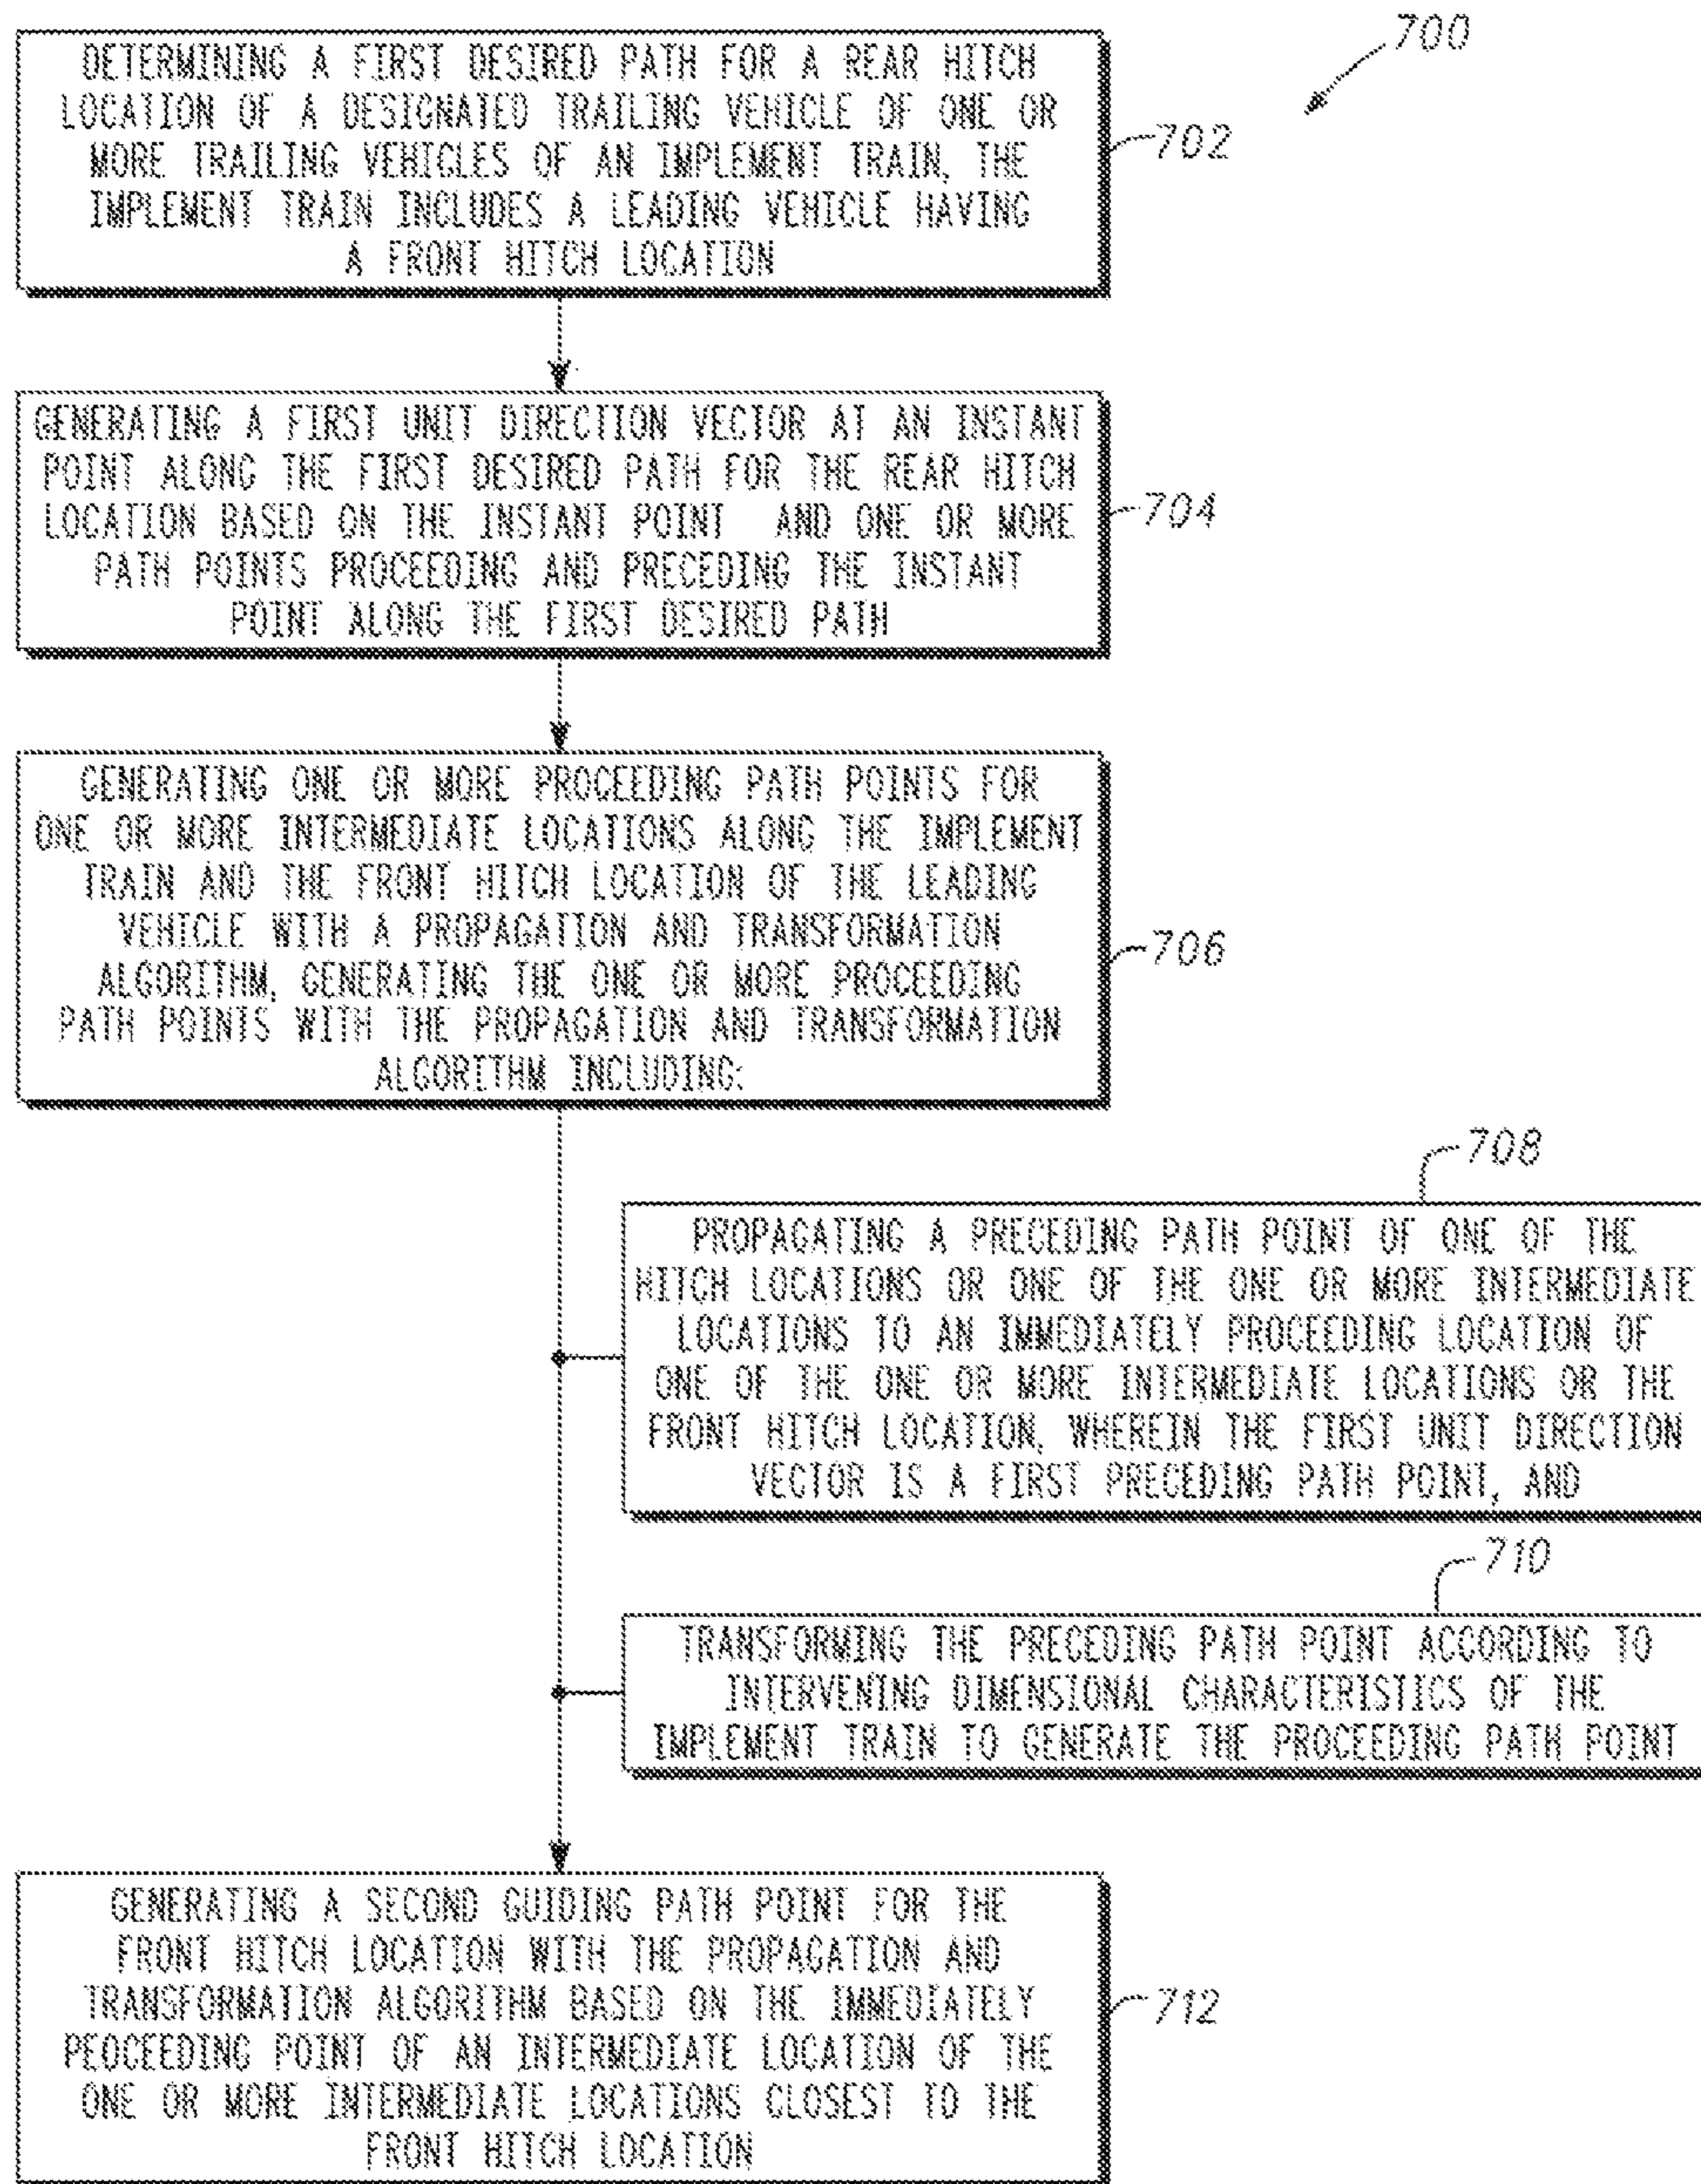 700
DETERMINING A FIRST DESIRED PATH FOR A REAR HITCH
LOCATION OF A DESIGNATED TRAILING VEHICLE OF ONE OR
MORE TRAILING VEHICLES OF AN IMPLEMENT TRAIN, THE
IMPLEMENT TRAIN INCLUDES A LEADING VEHICLE HAVING
A FRONT HITCH LOCATION
702
GENERATING A FIRST UNIT DIRECTION VECTOR AT AN INSTANT
POINT ALONG THE FIRST DESIRED PATH FOR THE REAR HITCH
LOCATION BASED ON THE INSTANT POINT AND ONE OR MORE
PATH POINTS PROCEEDING AND PRECEDING THE INSTANT
POINT ALONG THE FIRST DESIRED PATH
704
GENERATING ONE OR MORE PROCEEDING PATH POINTS FOR
ONE OR MORE INTERMEDIATE LOCATIONS ALONG THE IMPLEMENT
TRAIN AND THE FRONT HITCH LOCATION OF THE LEADING
VEHICLE WITH A PROPAGATION AND TRANSFORMATION
ALGORITHM, GENERATING THE ONE OR MORE PROCEEDING
PATH POINTS WITH THE PROPAGATION AND TRANSFORMATION
ALGORITHM INCLUDING:
706
708
PROPAGATING A PRECEDING PATH POINT OF ONE OF THE
HITCH LOCATIONS OR ONE OF THE ONE OR MORE INTERMEDIATE
LOCATIONS TO AN IMMEDIATELY PROCEEDING LOCATION OF
ONE OF THE ONE OR MORE INTERMEDIATE LOCATIONS OR THE
FRONT HITCH LOCATION, WHEREIN THE FIRST UNIT DIRECTION
VECTOR IS A FIRST PRECEDING PATH POINT, AND
710
TRANSFORMING THE PRECEDING PATH POINT ACCORDING TO
INTERVENING DIMENSIONAL CHARACTERISTICS OF THE
IMPLEMENT TRAIN TO GENERATE THE PROCEEDING PATH POINT
GENERATING A SECOND GUIDING PATH POINT FOR THE
FRONT HITCH LOCATION WITH THE PROPAGATION AND
TRANSFORMATION ALGORITHM BASED ON THE IMMEDIATELY
PEOCEEDING POINT OF AN INTERMEDIATE LOCATION OF THE
ONE OR MORE INTERMEDIATE LOCATIONS CLOSEST TO THE
FRONT HITCH LOCATION
712